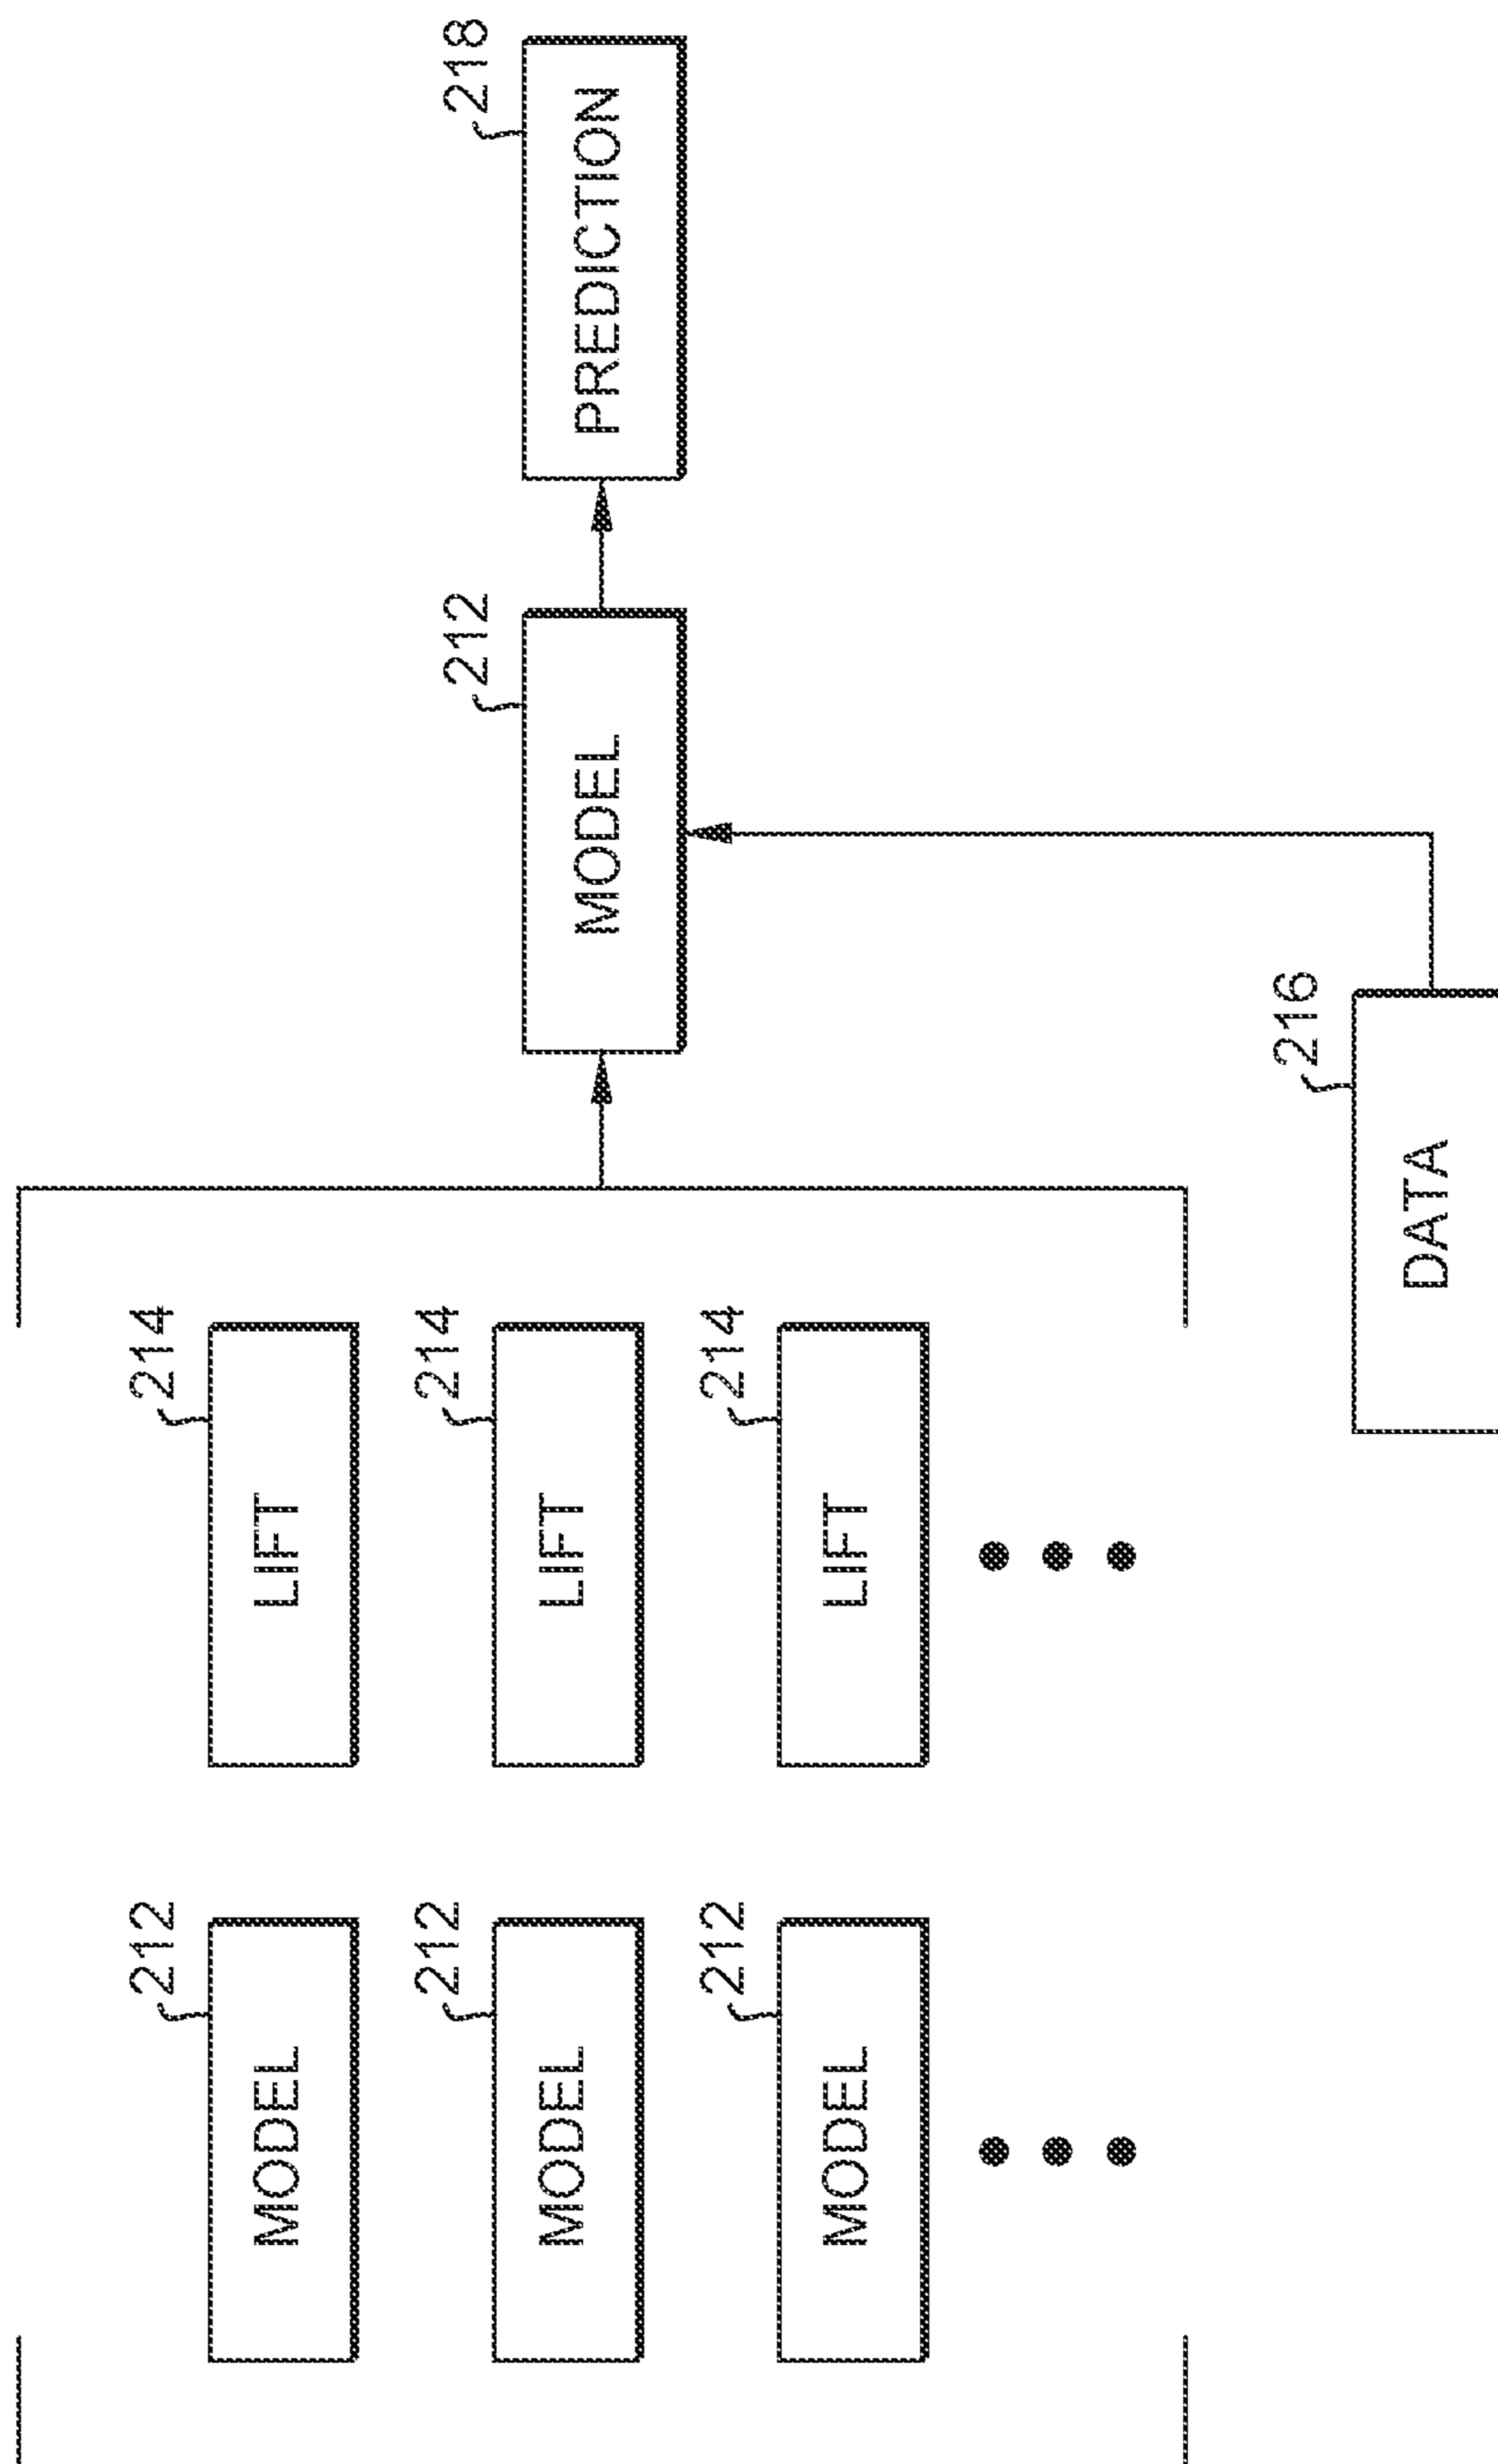 212
214
MODEL
LIFT
212
214
212
218
MODEL
LIFT
MODEL
PREDICTION
212
214
MODEL
LIFT
216
DATA